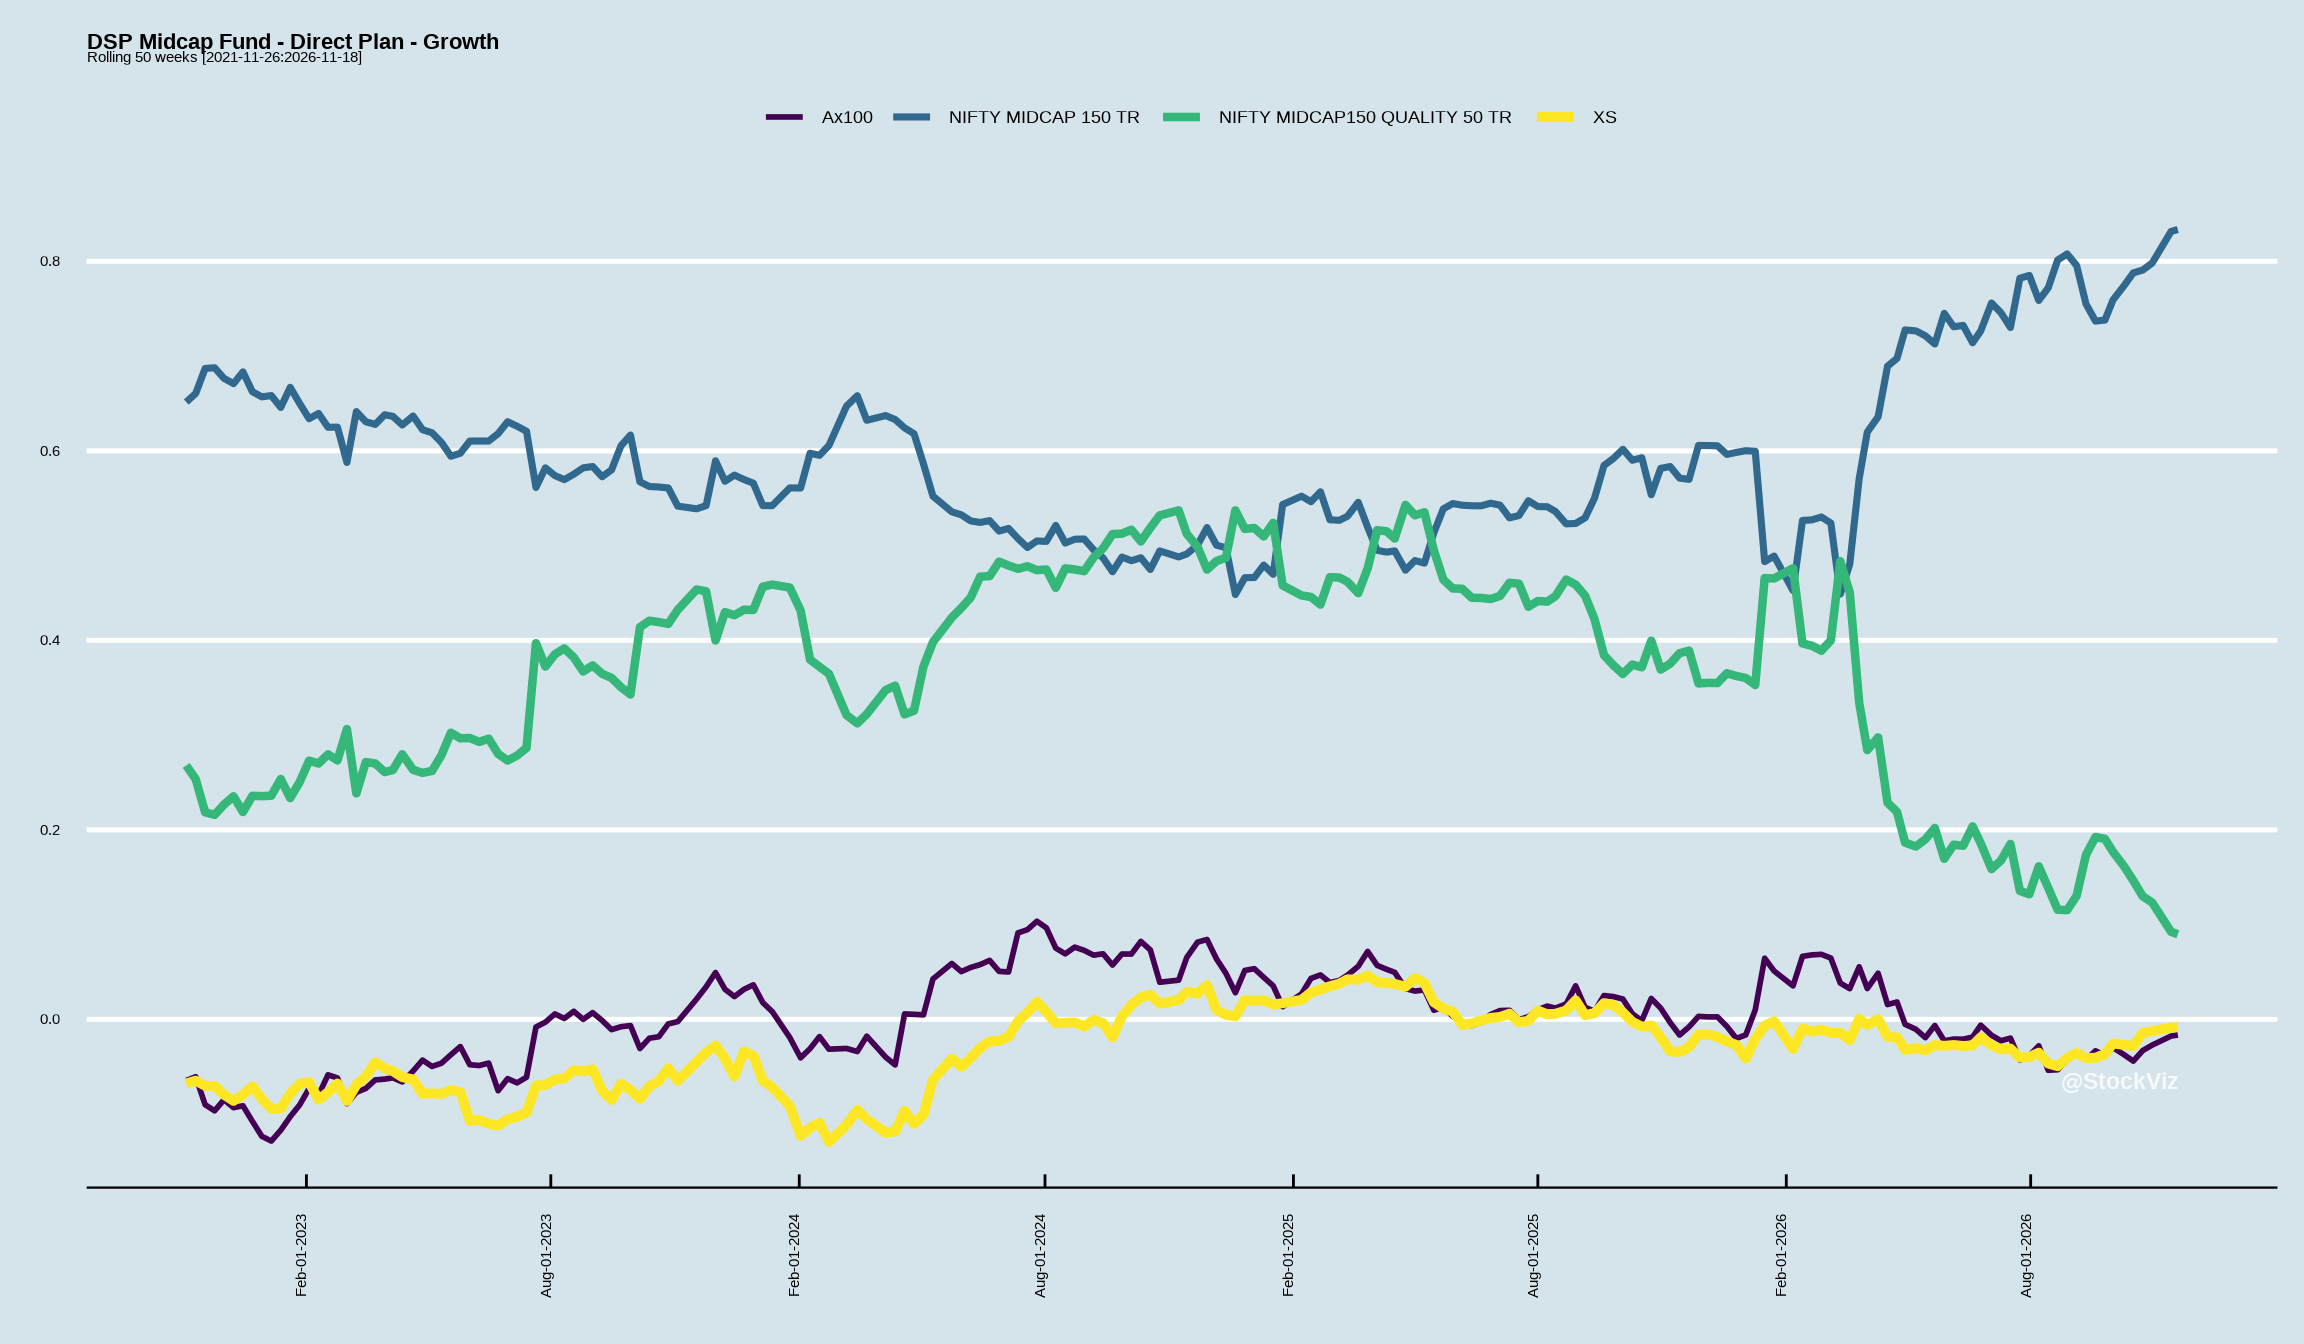 DSP Midcap Fund - Direct Plan - Growth
Rolling 50 weeks [2021-11-26:2026-11-18]
Ax100 NIFTY MIDCAP 150 TR NIFTY MIDCAP150 QUALITY 50 TR XS
0.8
0.6
0.4
0.2
0.0
@StockViz
Feb-01-2023 Aug-01-2023 Feb-01-2024 Aug-01-2024 Feb-01-2025 Aug-01-2025 Feb-01-2026 Aug-01-2026